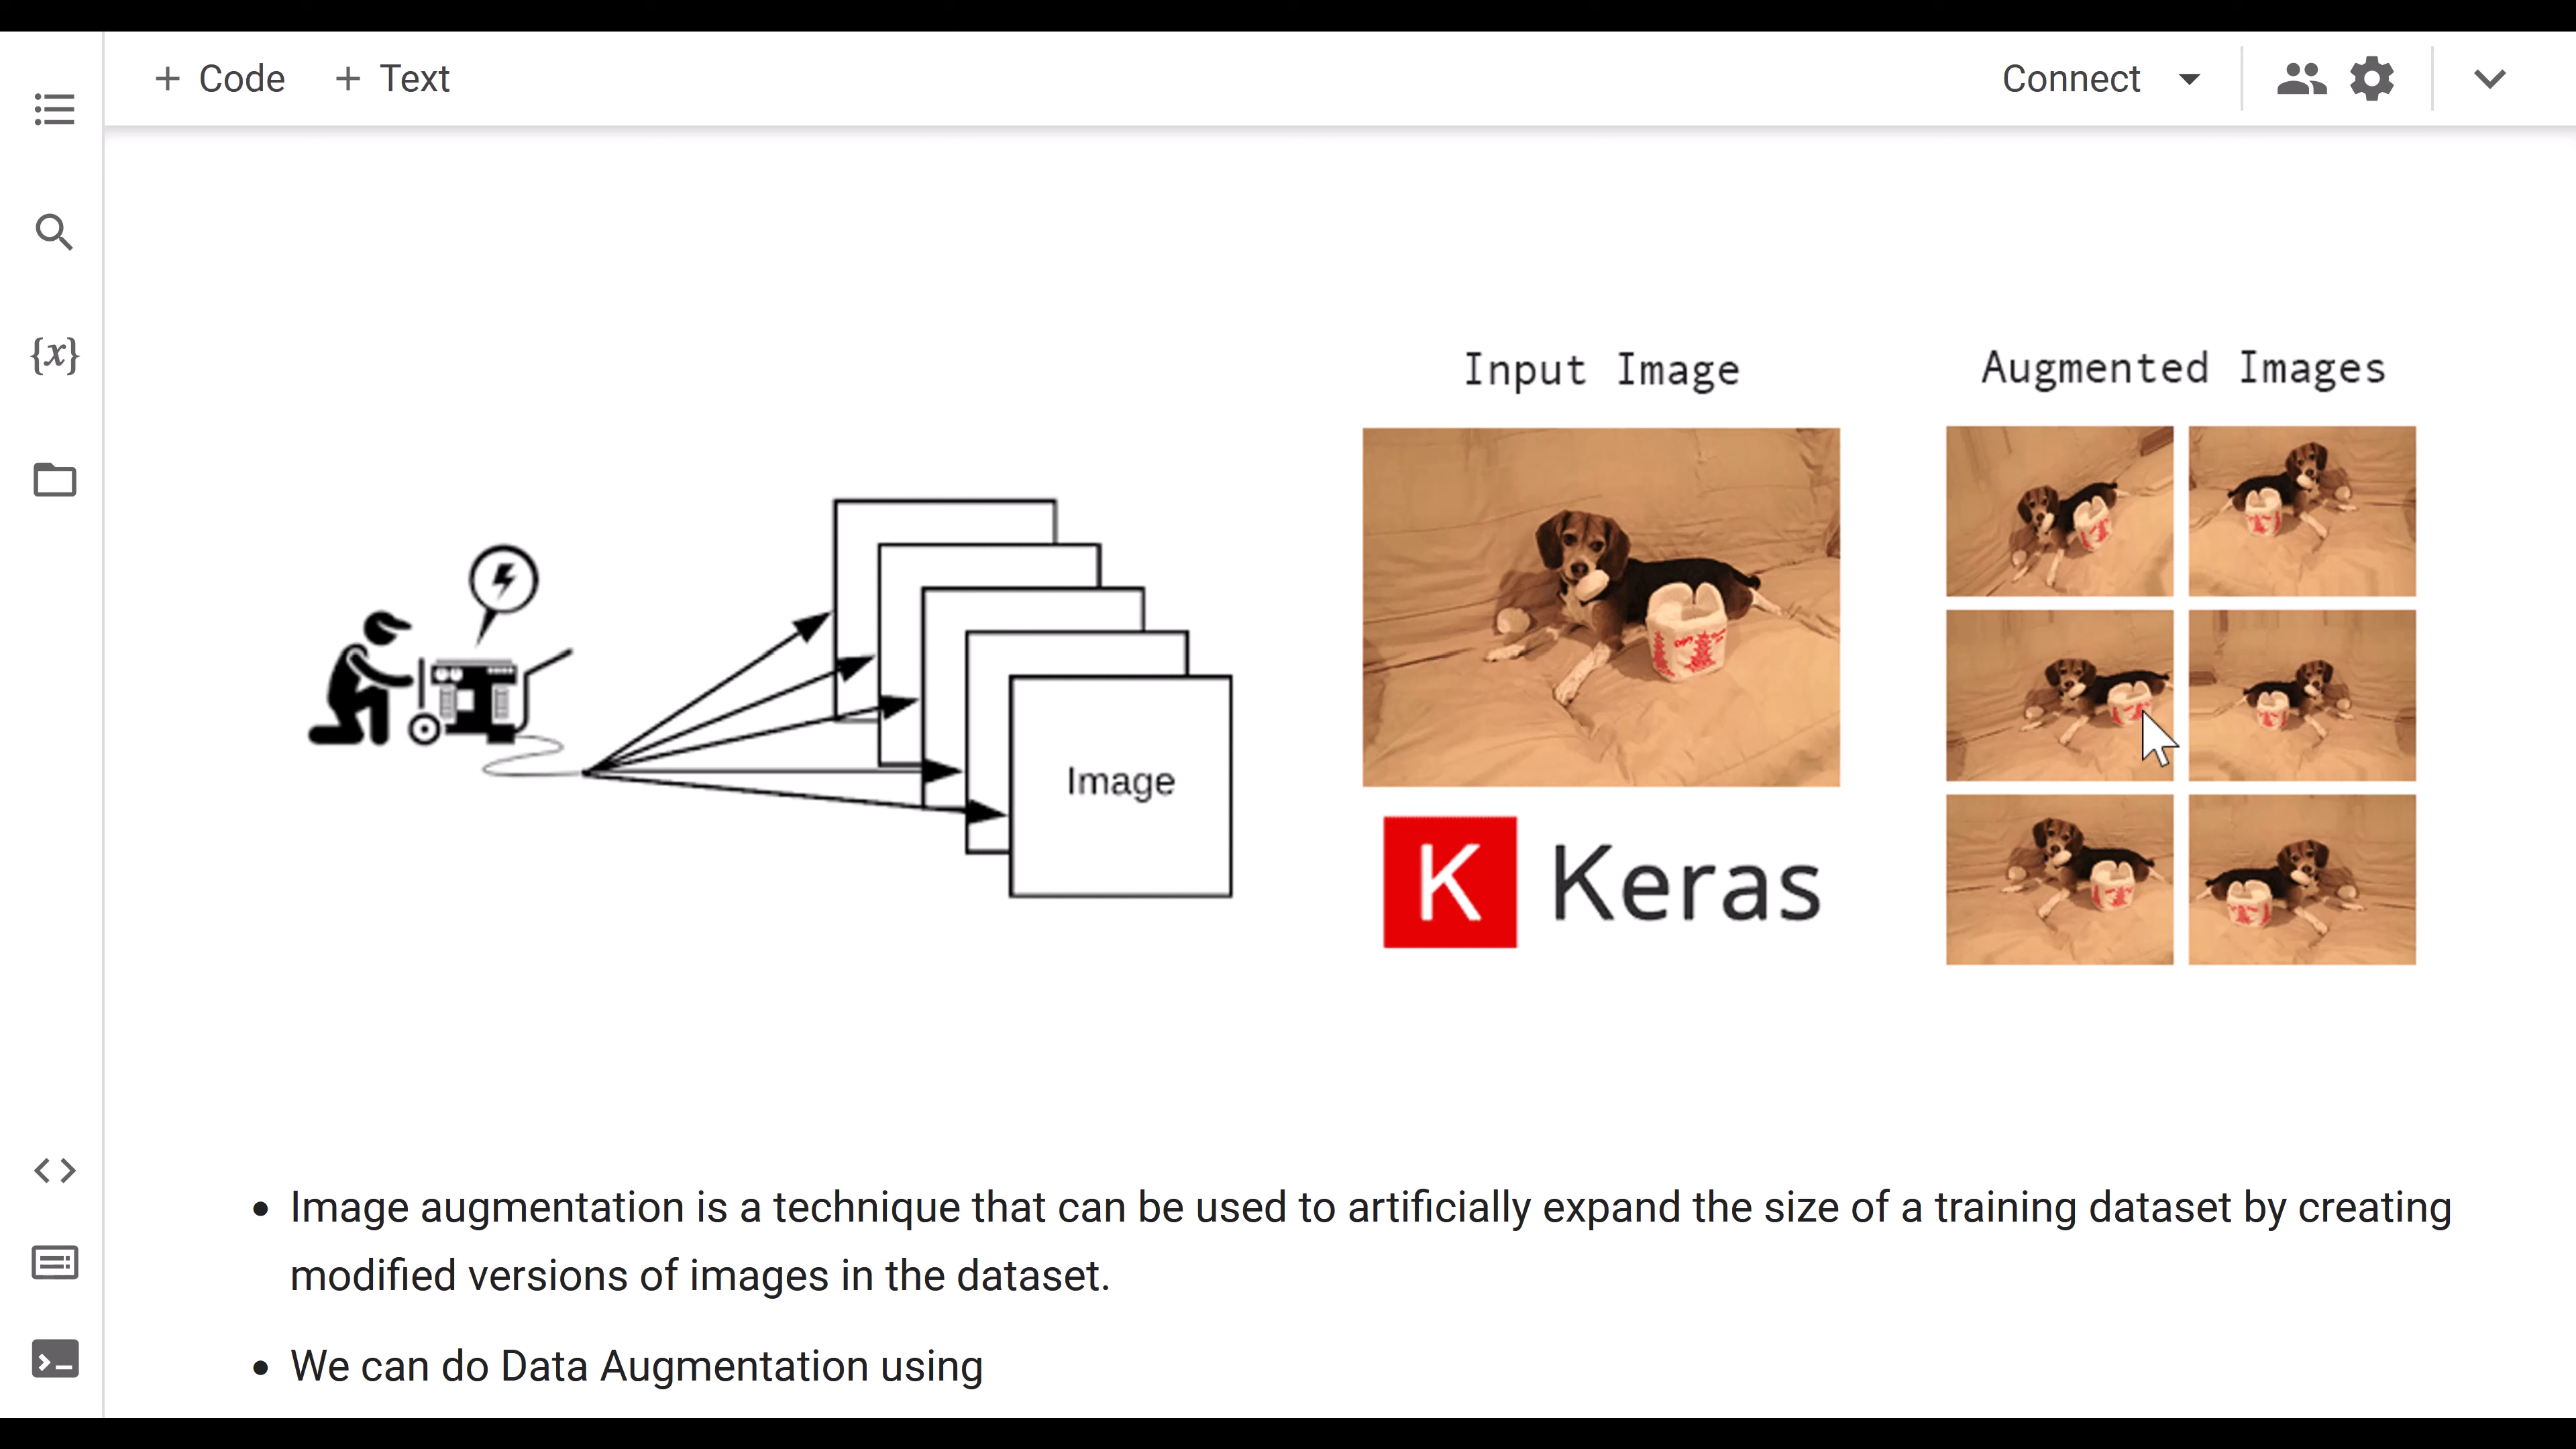 + Code + Text Connect
{x}
Input Image
Augmented Images
Image
K Keras
• Image augmentation is a technique that can be used to artificially expand the size of a training dataset by creating
modified versions of images in the dataset.
• We can do Data Augmentation using